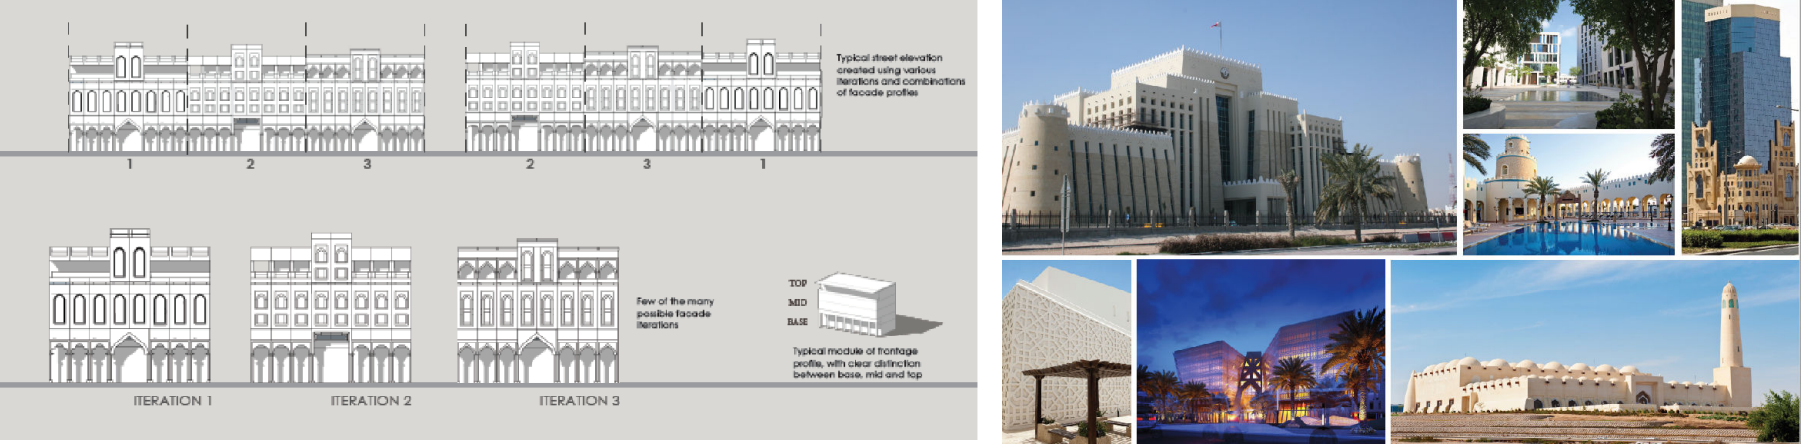 Typical street elevation
created using various
iterations and combinations
of facade profiles
1
2
3
2
3
1
Few of the many
possible facade
iterations
TOP
MID
BASE
Typical module of frontage
profile, with clear distinction
between base, mid and top
ITERATION 1
ITERATION 2
ITERATION 3